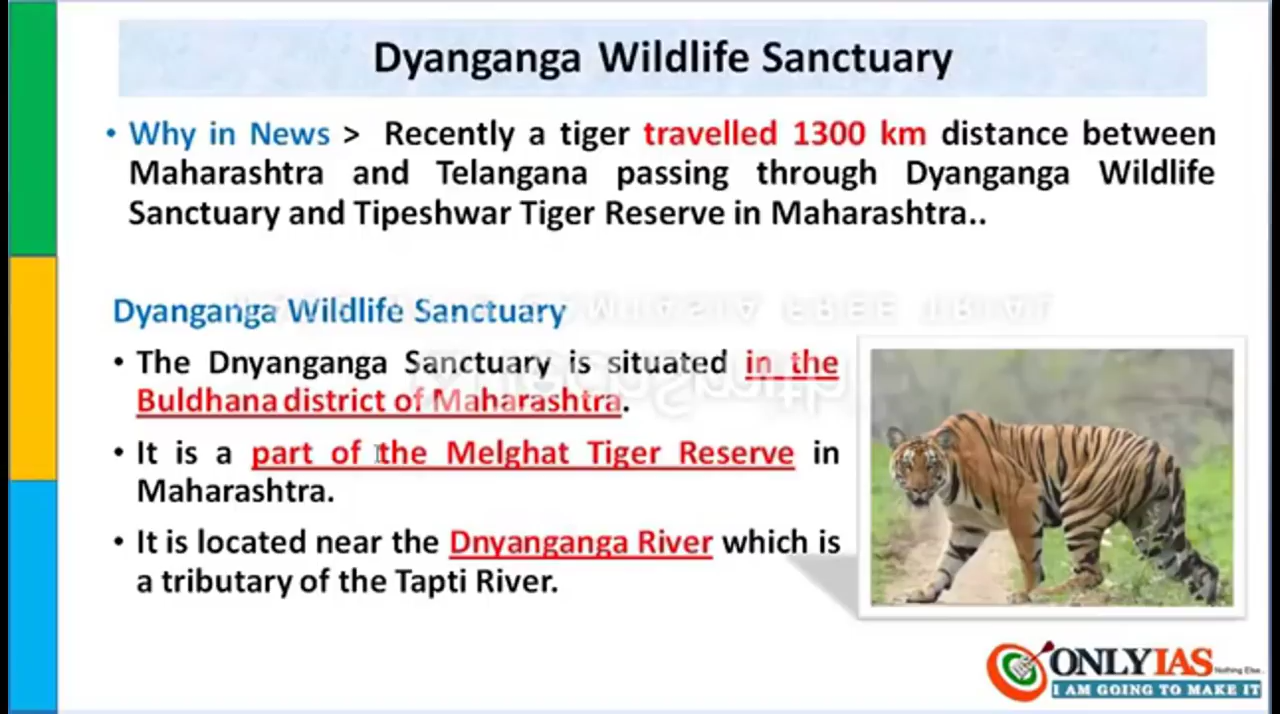 Dyanganga Wildlife Sanctuary
• Why in News > Recently a tiger travelled 1300 km distance between
Maharashtra and Telangana passing through Dyanganga Wildlife
Sanctuary and Tipeshwar Tiger Reserve in Maharashtra..
Dyanganga Wildlife Sanctuary
• The Dnyanganga Sanctuary is situated in the
Buldhana district of Maharashtra.
• It is a part of the Melghat Tiger Reserve in
Maharashtra.
• It is located near the Dnyanganga River which is
a tributary of the Tapti River.
ONLYIAS
Nothing Else..
I AM GOING TO MAKE IT